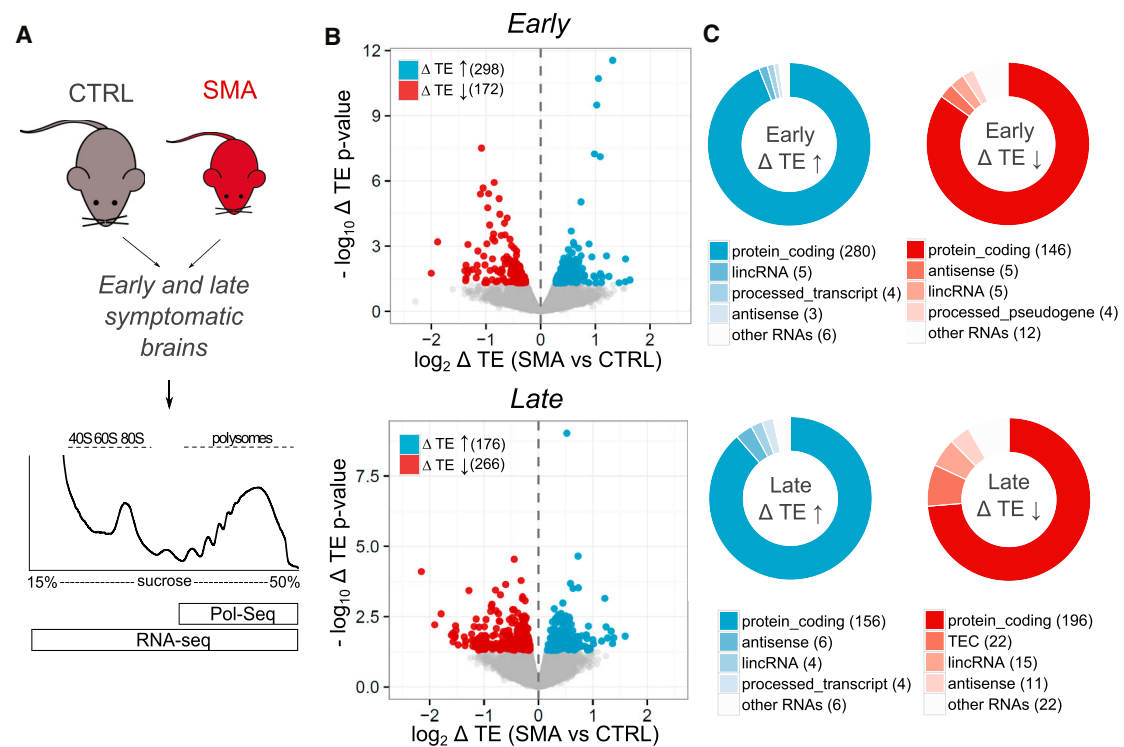 A
CTRL
SMA
Early and late
symptomatic
brains
40S 60S 80S
polysomes
15%
sucrose
50%
Pol-Seq
RNA-seq
B
Early
Δ TE ↑(298)
Δ TE ↓(172)
12
9
6
3
0
- log10 Δ TE p-value
−2
−1
0
1
2
log2 Δ TE (SMA vs CTRL)
Late
Δ TE ↑(176)
Δ TE ↓(266)
7.5
5.0
2.5
0.0
- log10 Δ TE p-value
−2
−1
0
1
2
log2 Δ TE (SMA vs CTRL)
C
Early
Δ TE ↑
protein_coding (280)
lincRNA (5)
processed_transcript (4)
antisense (3)
other RNAs (6)
Early
Δ TE ↓
protein_coding (146)
antisense (5)
lincRNA (5)
processed_pseudogene (4)
other RNAs (12)
Late
Δ TE ↑
protein_coding (156)
antisense (6)
lincRNA (4)
processed_transcript (4)
other RNAs (6)
Late
Δ TE ↓
protein_coding (196)
TEC (22)
lincRNA (15)
antisense (11)
other RNAs (22)